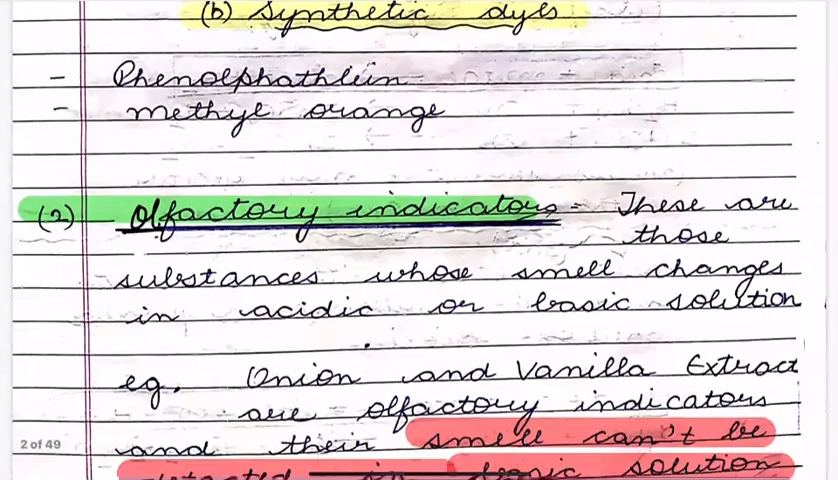 (b) Synthetic dyes
- Phenolphathlein
- methyl orange
(2) Olfactory indicators - These are
those
substances whose smell changes
in acidic or basic solution
eg. Onion and Vanilla Extract
are olfactory indicators
and their smell can't be
2 of 49
detected in basic solution